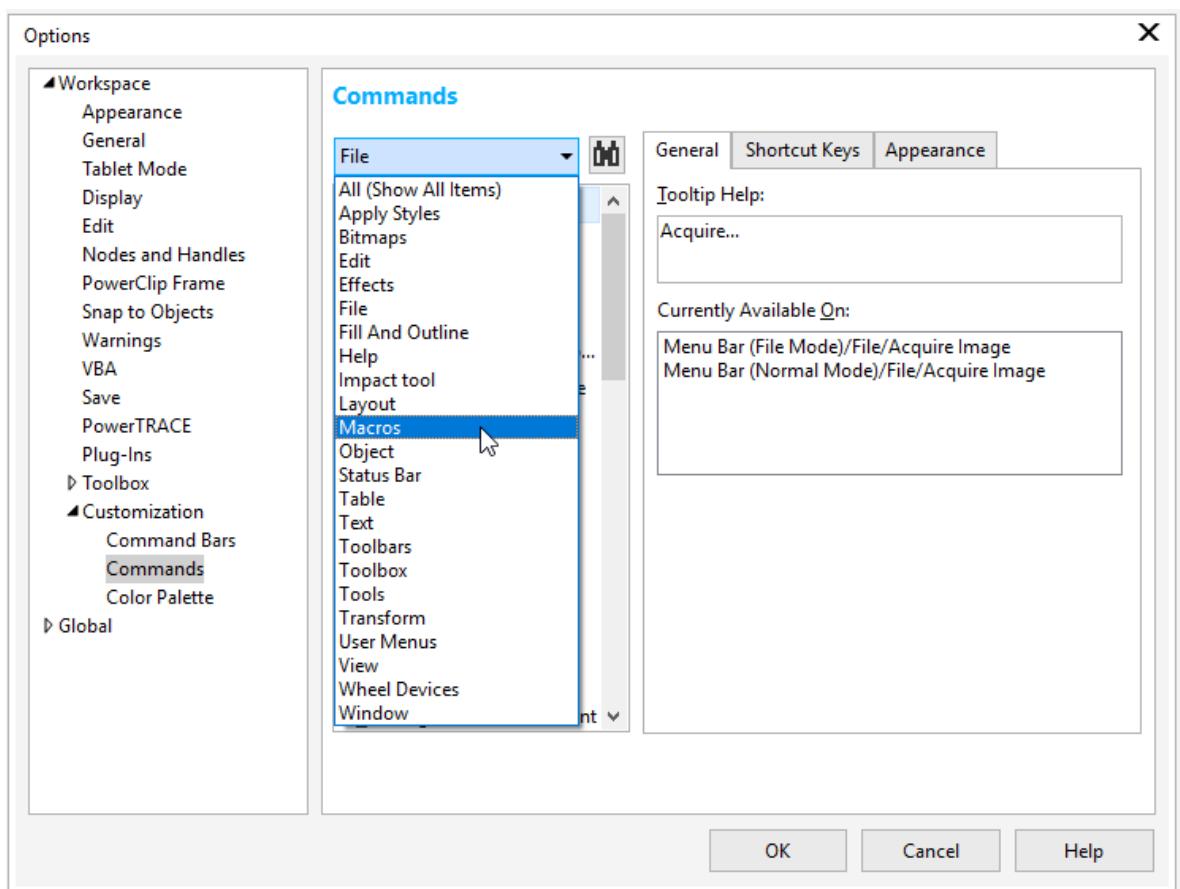 Options
Workspace
Appearance
General
Tablet Mode
Display
Edit
Nodes and Handles
PowerClip Frame
Snap to Objects
Warnings
VBA
Save
PowerTRACE
Plug-Ins
Toolbox
Customization
Command Bars
Commands
Color Palette
Global
Commands
File
All (Show All Items)
Apply Styles
Bitmaps
Edit
Effects
File
Fill And Outline
Help
Impact tool
Layout
Macros
Object
Status Bar
Table
Text
Toolbars
Toolbox
Tools
Transform
User Menus
View
Wheel Devices
Window
...
nt
General Shortcut Keys Appearance
Tooltip Help:
Acquire...
Currently Available On:
Menu Bar (File Mode)/File/Acquire Image
Menu Bar (Normal Mode)/File/Acquire Image
OK Cancel Help